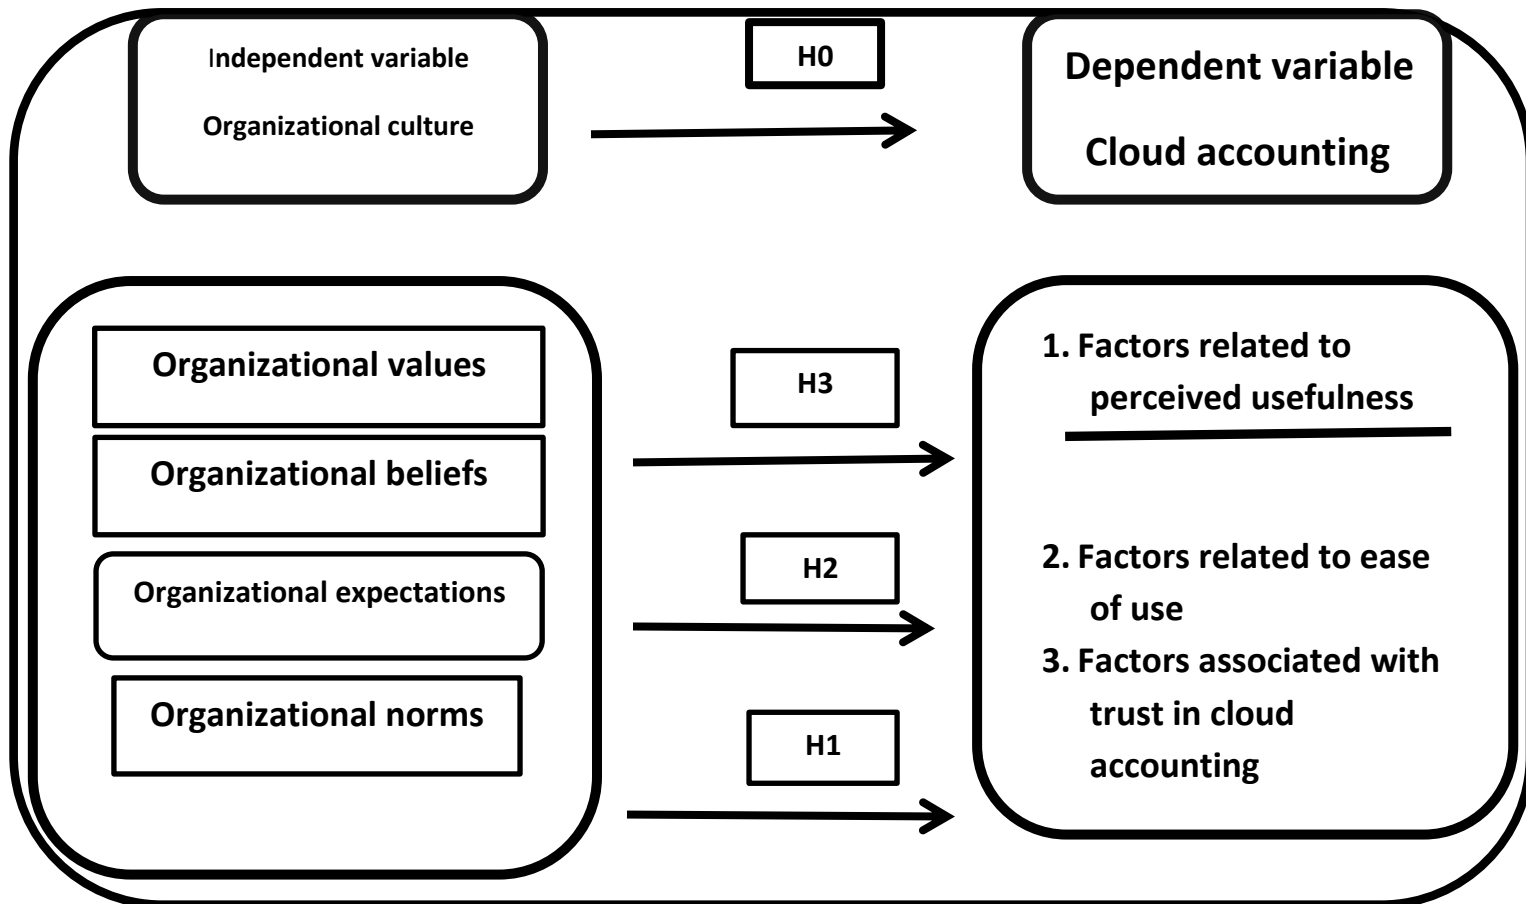 Independent variable
Organizational culture
H0
Dependent variable
Cloud accounting
Organizational values
Organizational beliefs
Organizational expectations
Organizational norms
H3
H2
H1
1. Factors related to
perceived usefulness
2. Factors related to ease
of use
3. Factors associated with
trust in cloud
accounting